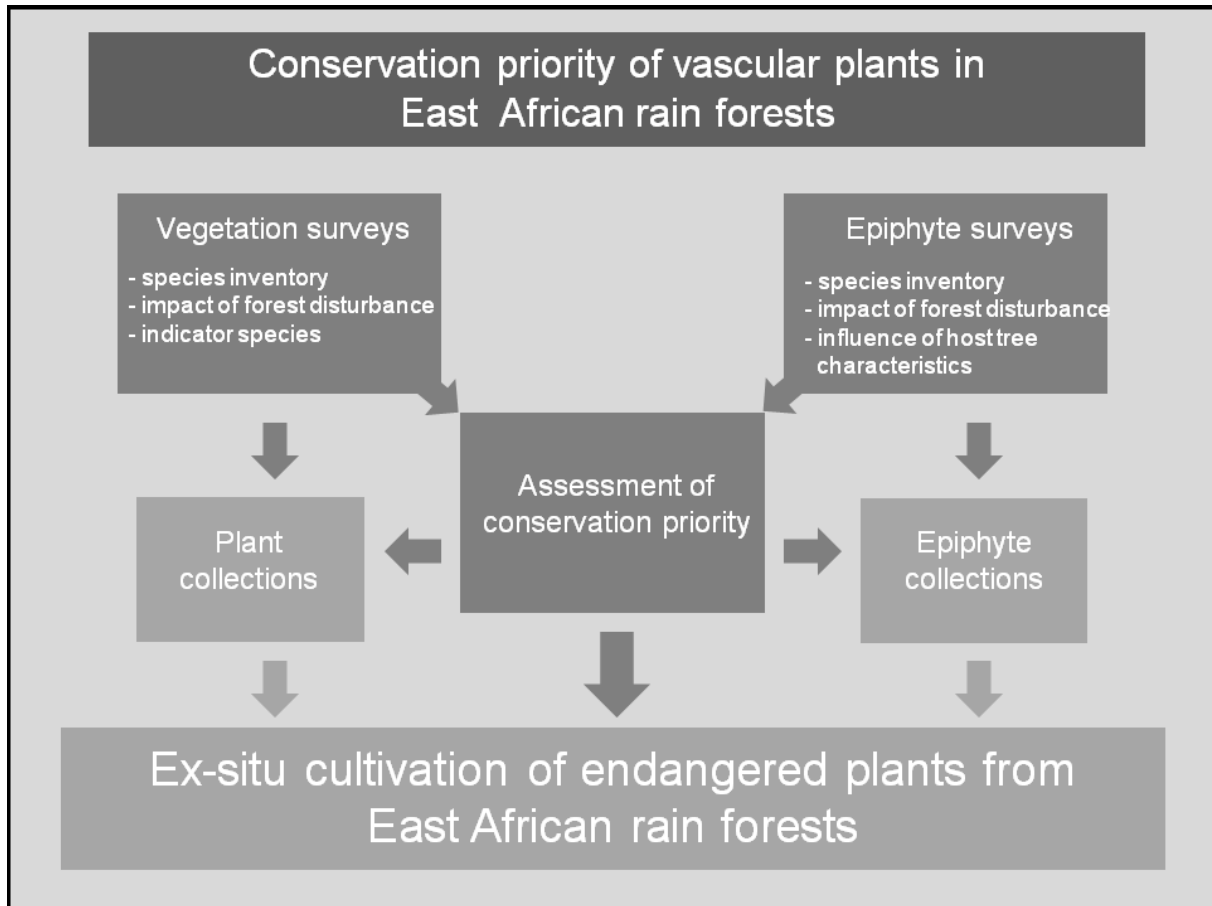 Conservation priority of vascular plants in
East African rain forests
Vegetation surveys
- species inventory
- impact of forest disturbance
- indicator species
Epiphyte surveys
- species inventory
- impact of forest disturbance
- influence of host tree
characteristics
Assessment of
conservation priority
Plant
collections
Epiphyte
collections
Ex-situ cultivation of endangered plants from
East African rain forests